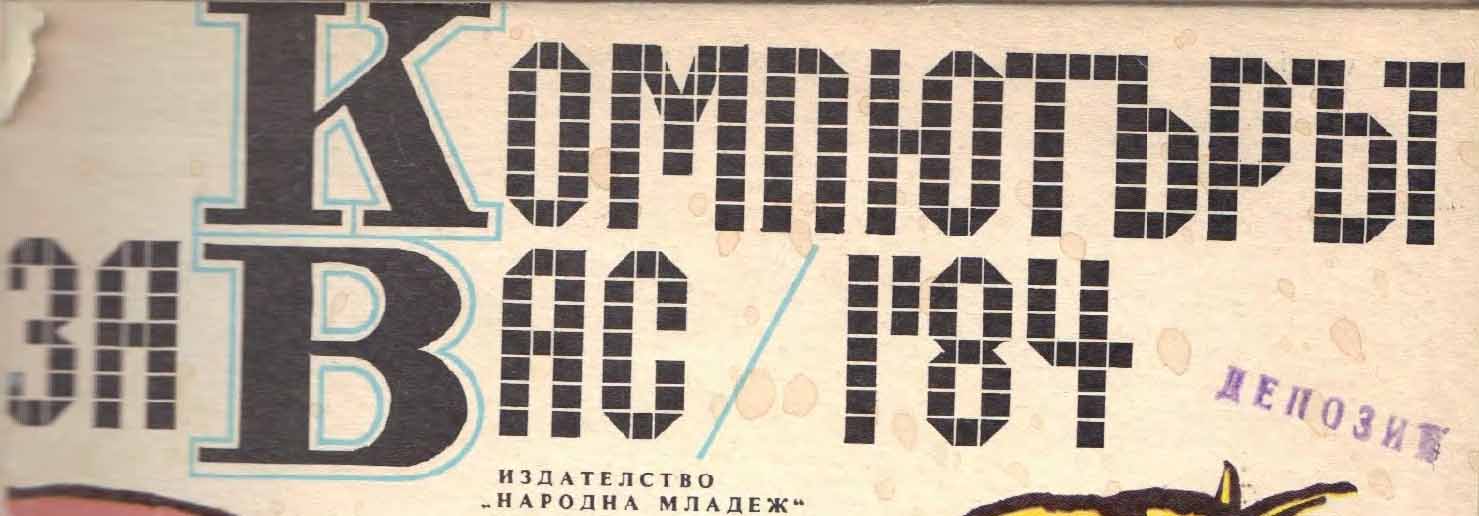 КОМПЮТЪРЪТ
ЗА ВАС / 1'84
ДЕПОЗИТ
ИЗДАТЕЛСТВО
„НАРОДНА МЛАДЕЖ“